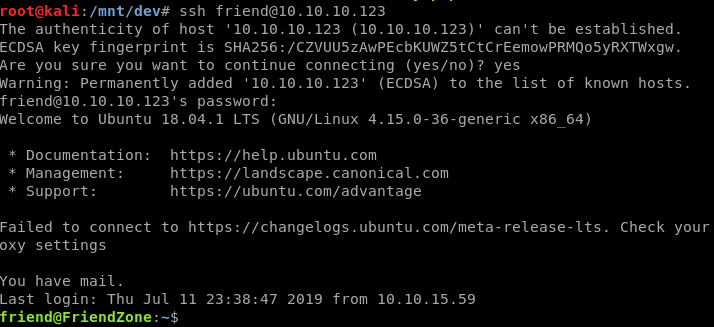 root@kali:/mnt/dev# ssh friend@10.10.10.123
The authenticity of host '10.10.10.123 (10.10.10.123)' can't be established.
ECDSA key fingerprint is SHA256:/CZVUU5zAwPEcbKUWZ5tCtCrEemowPRMQo5yRXTWxgw.
Are you sure you want to continue connecting (yes/no)? yes
Warning: Permanently added '10.10.10.123' (ECDSA) to the list of known hosts.
friend@10.10.10.123's password:
Welcome to Ubuntu 18.04.1 LTS (GNU/Linux 4.15.0-36-generic x86_64)
* Documentation:  https://help.ubuntu.com
* Management:     https://landscape.canonical.com
* Support:        https://ubuntu.com/advantage
Failed to connect to https://changelogs.ubuntu.com/meta-release-lts. Check your
oxy settings
You have mail.
Last login: Thu Jul 11 23:38:47 2019 from 10.10.15.59
friend@FriendZone:~$